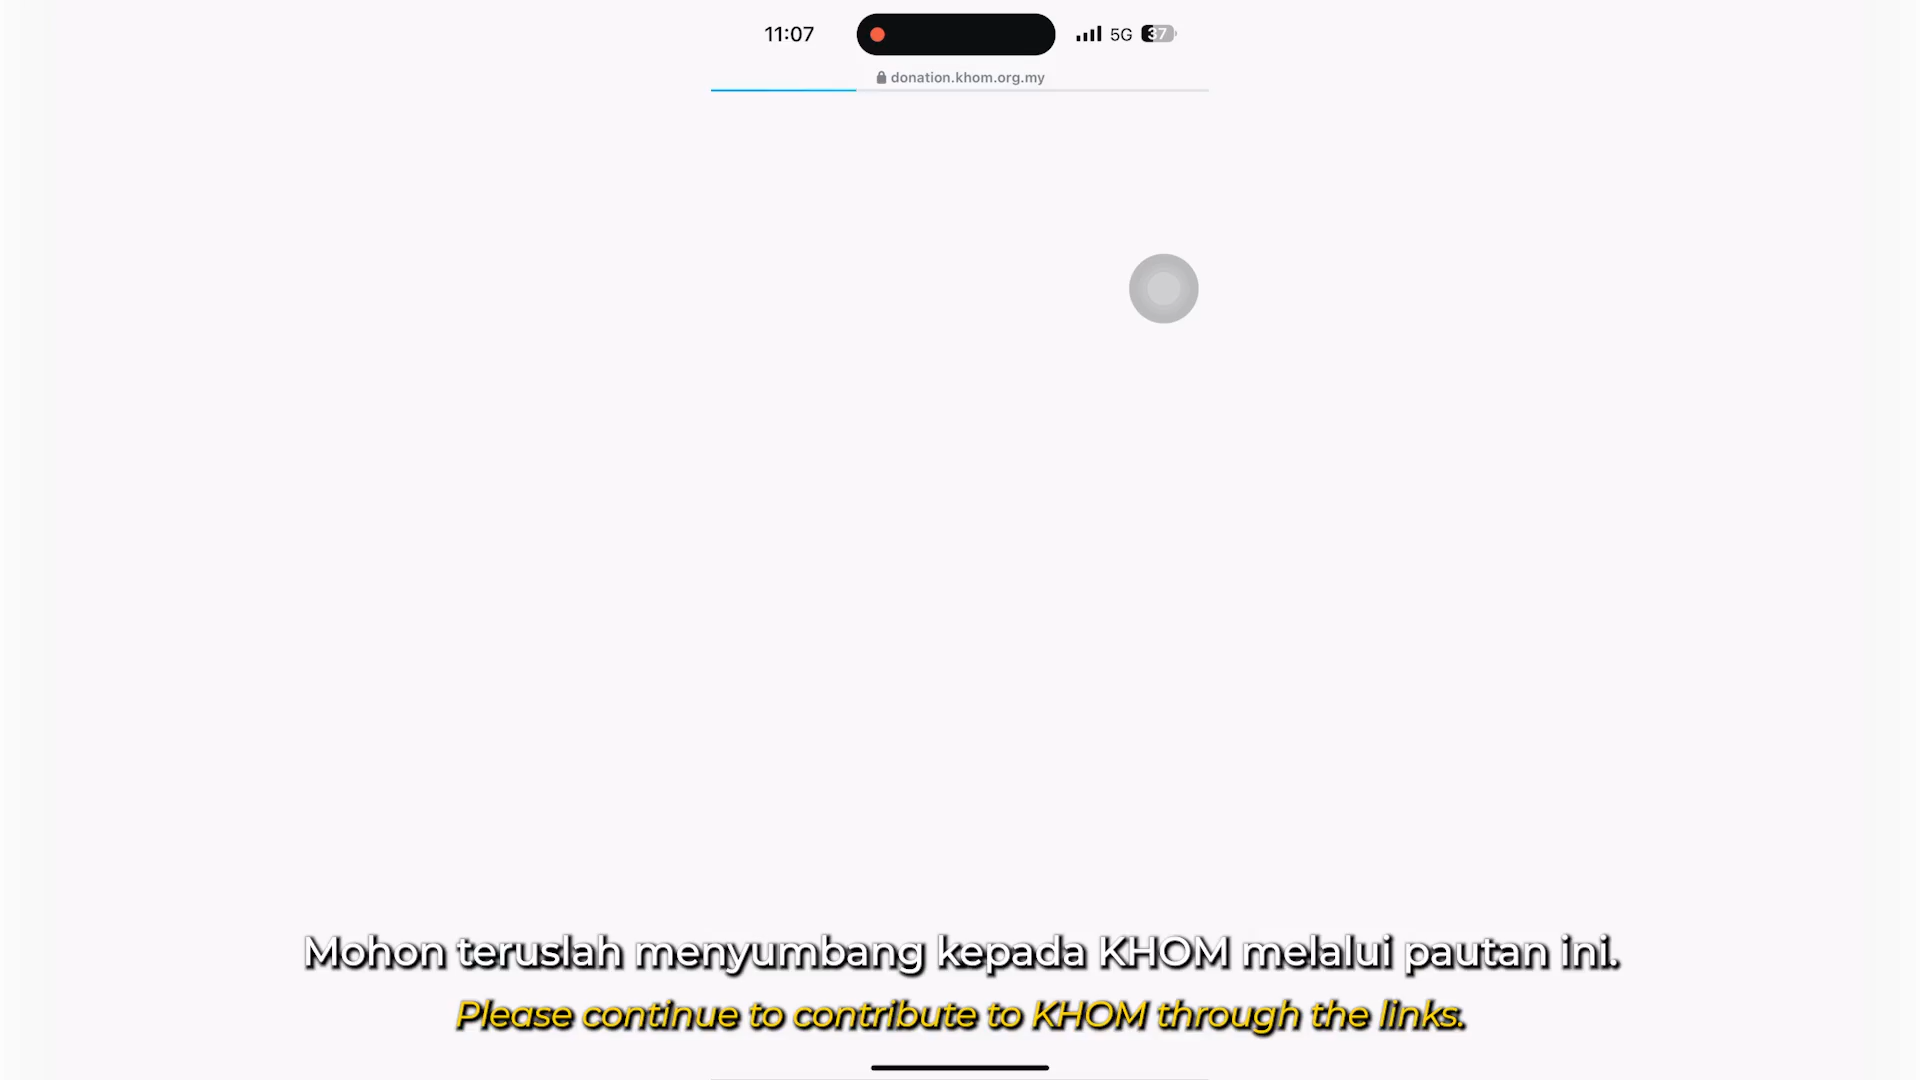 11:07
5G
37
donation.khom.org.my
Mohon teruslah menyumbang kepada KHOM melalui pautan ini.
Please continue to contribute to KHOM through the links.